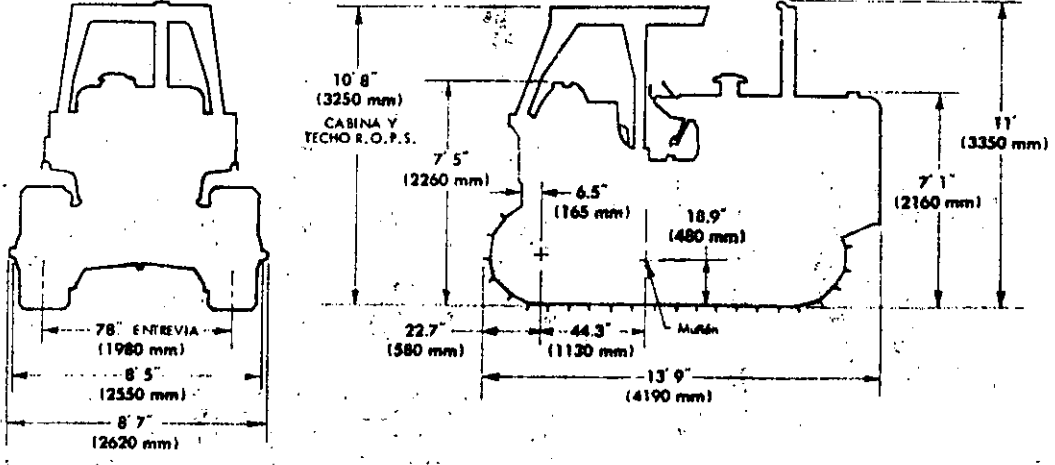 10' 8"
(3250 mm)
CABINA Y
TECHO R.O.P.S.
7' 5"
(2260 mm)
6.5"
(165 mm)
18.9"
(480 mm)
11'
(3350 mm)
7' 1"
(2160 mm)
78" ENTREVIA
(1980 mm)
8' 5"
(2550 mm)
8' 7"
(2620 mm)
22.7"
(580 mm)
44.3"
(1130 mm)
Muñón
13' 9"
(4190 mm)